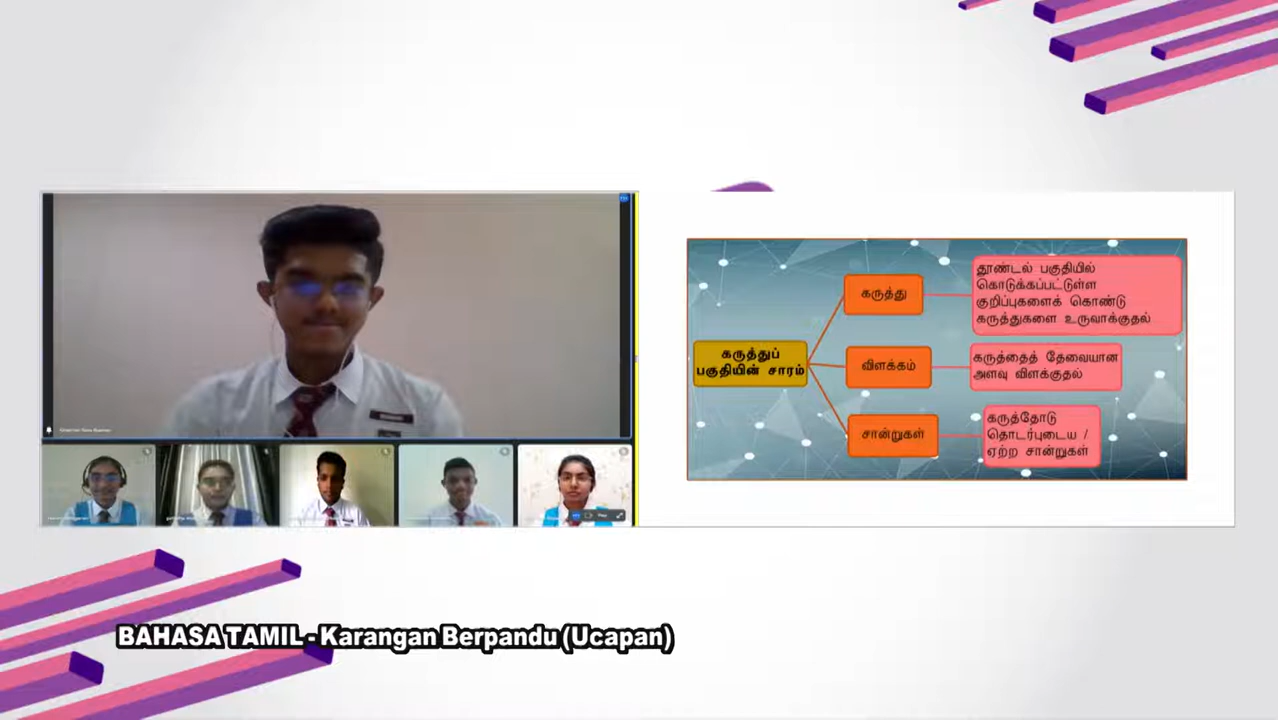 கருத்துப்
பகுதியின் சாரம்
கருத்து
தூண்டல் பகுதியில்
கொடுக்கப்பட்டுள்ள
குறிப்புகளைக் கொண்டு
கருத்துகளை உருவாக்குதல்
விளக்கம்
கருத்தைத் தேவையான
அளவு விளக்குதல்
சான்றுகள்
கருத்தோடு
தொடர்புடைய /
ஏற்ற சான்றுகள்
BAHASA TAMIL - Karangan Berpandu (Ucapan)